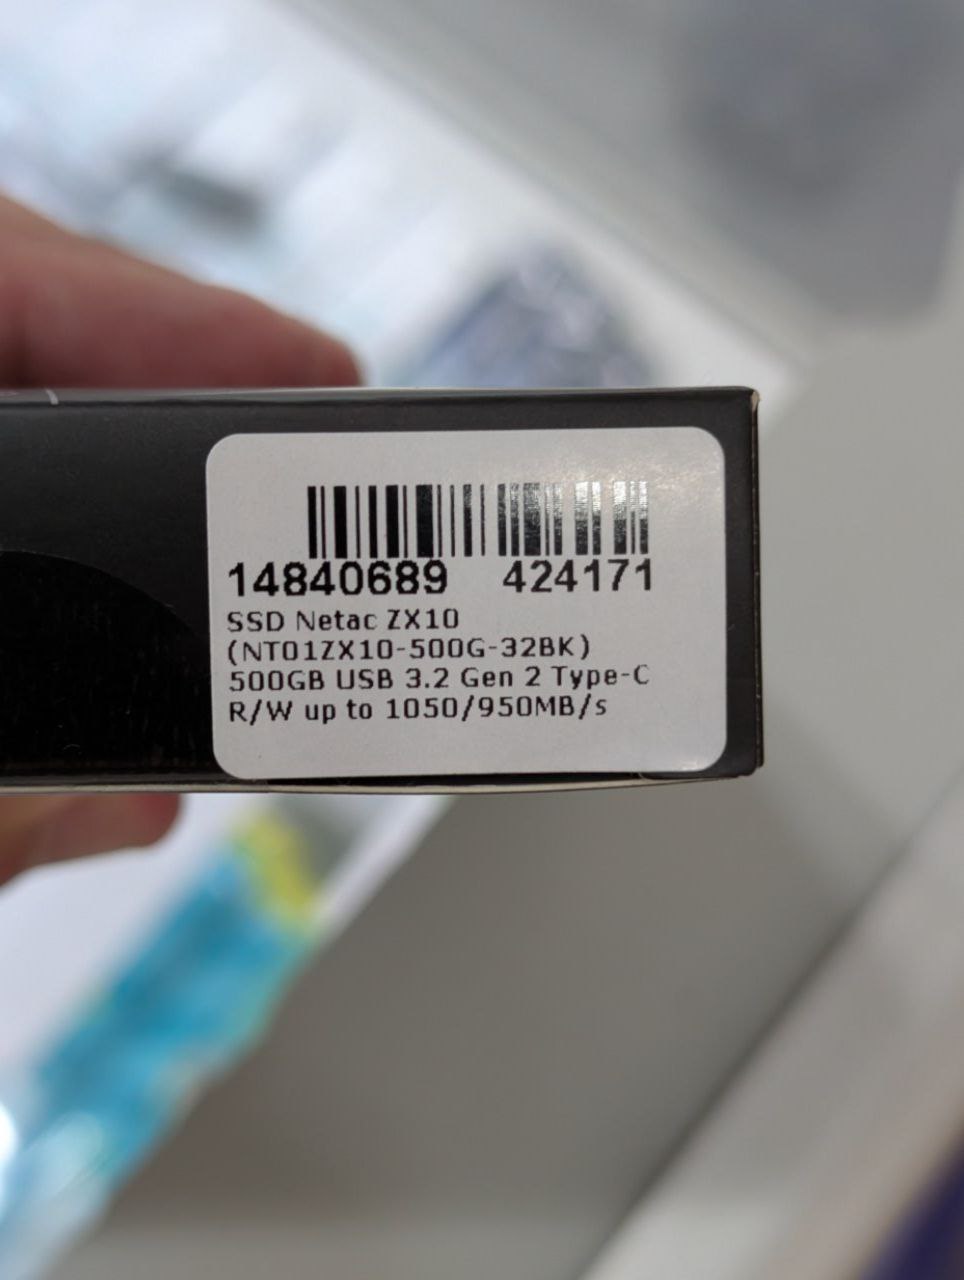 14840689 424171
SSD Netac ZX10
(NT01ZX10-500G-32BK)
500GB USB 3.2 Gen 2 Type-C
R/W up to 1050/950MB/s